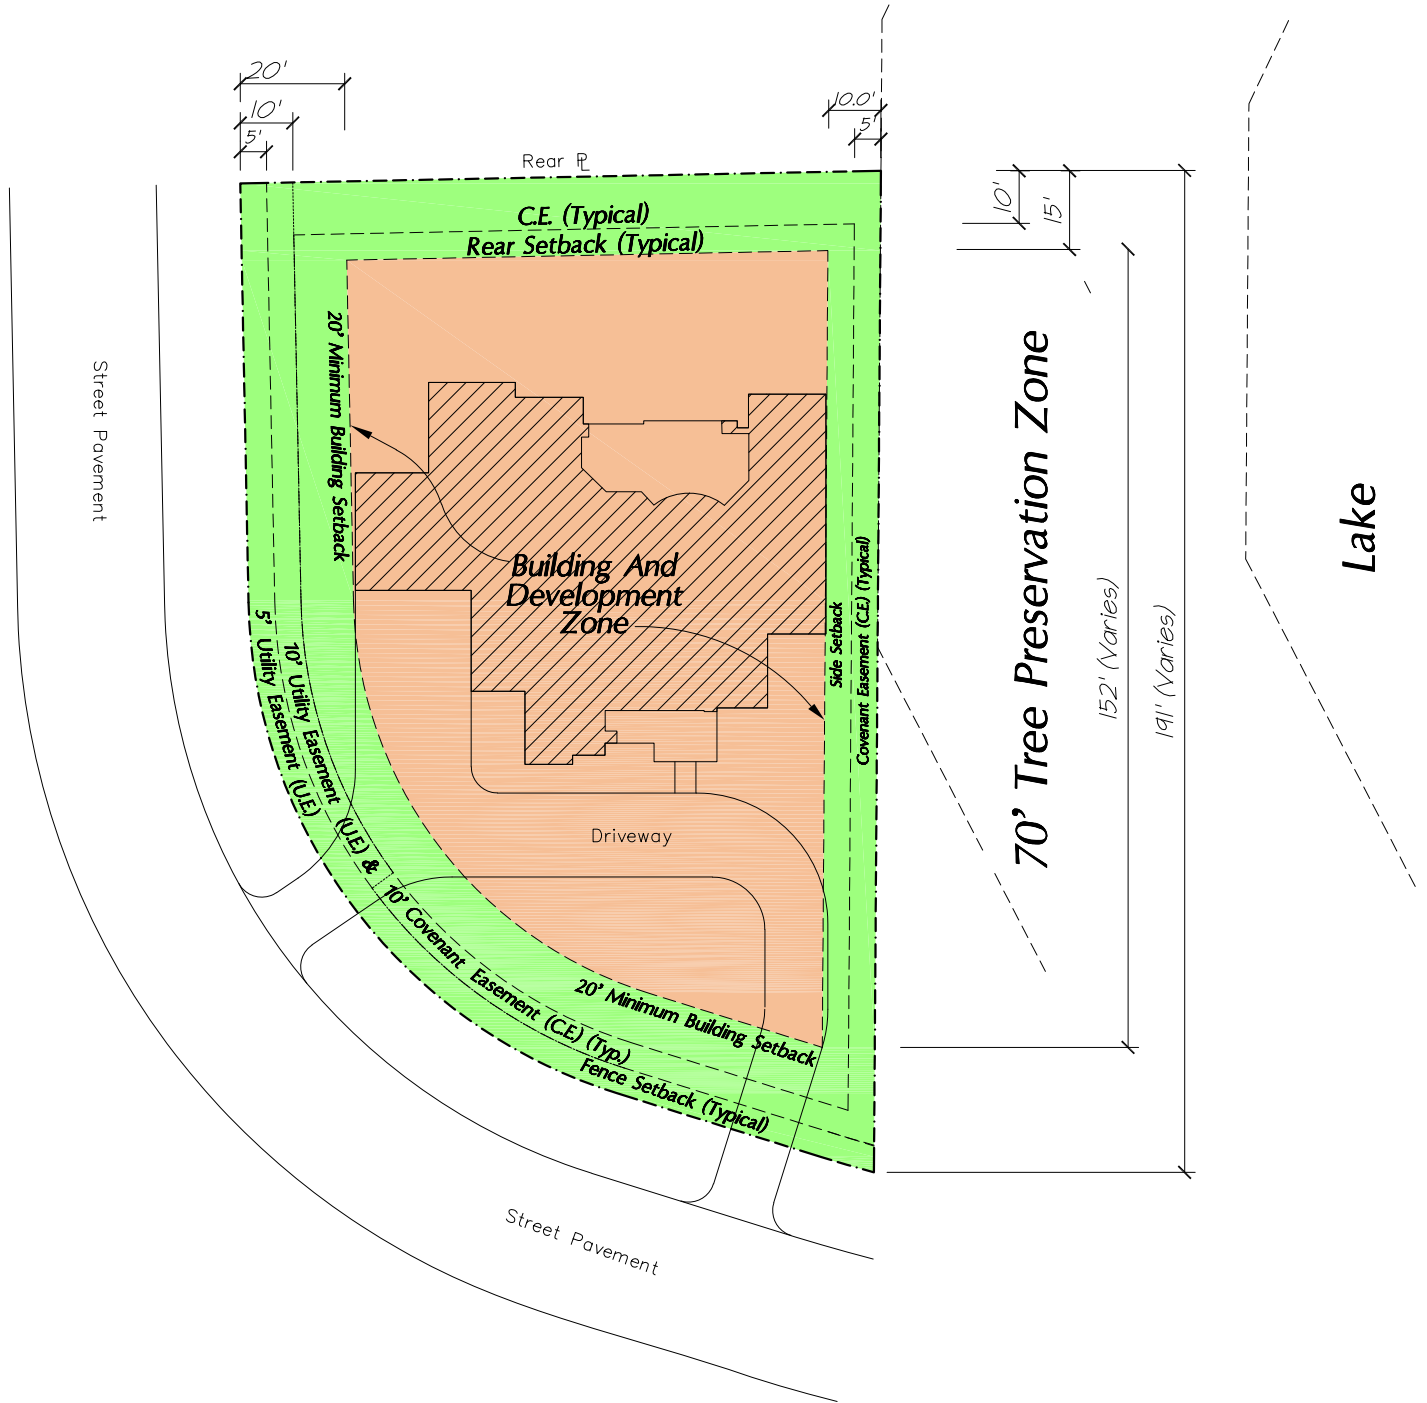 20'
10'
5'
10.0'
5'
Rear PL
10'
15'
C.E. (Typical)
Rear Setback (Typical)
20' Minimum Building Setback
Street Pavement
Building And
Development
Zone
Side Setback
Covenant Easement (C.E.) (Typical)
70' Tree Preservation Zone
152' (Varies)
191' (Varies)
Lake
5' Utility Easement (U.E.)
10' Utility Easement (U.E.) &
10' Covenant Easement (C.E.) (Typ.)
Driveway
20' Minimum Building Setback
Fence Setback (Typical)
Street Pavement